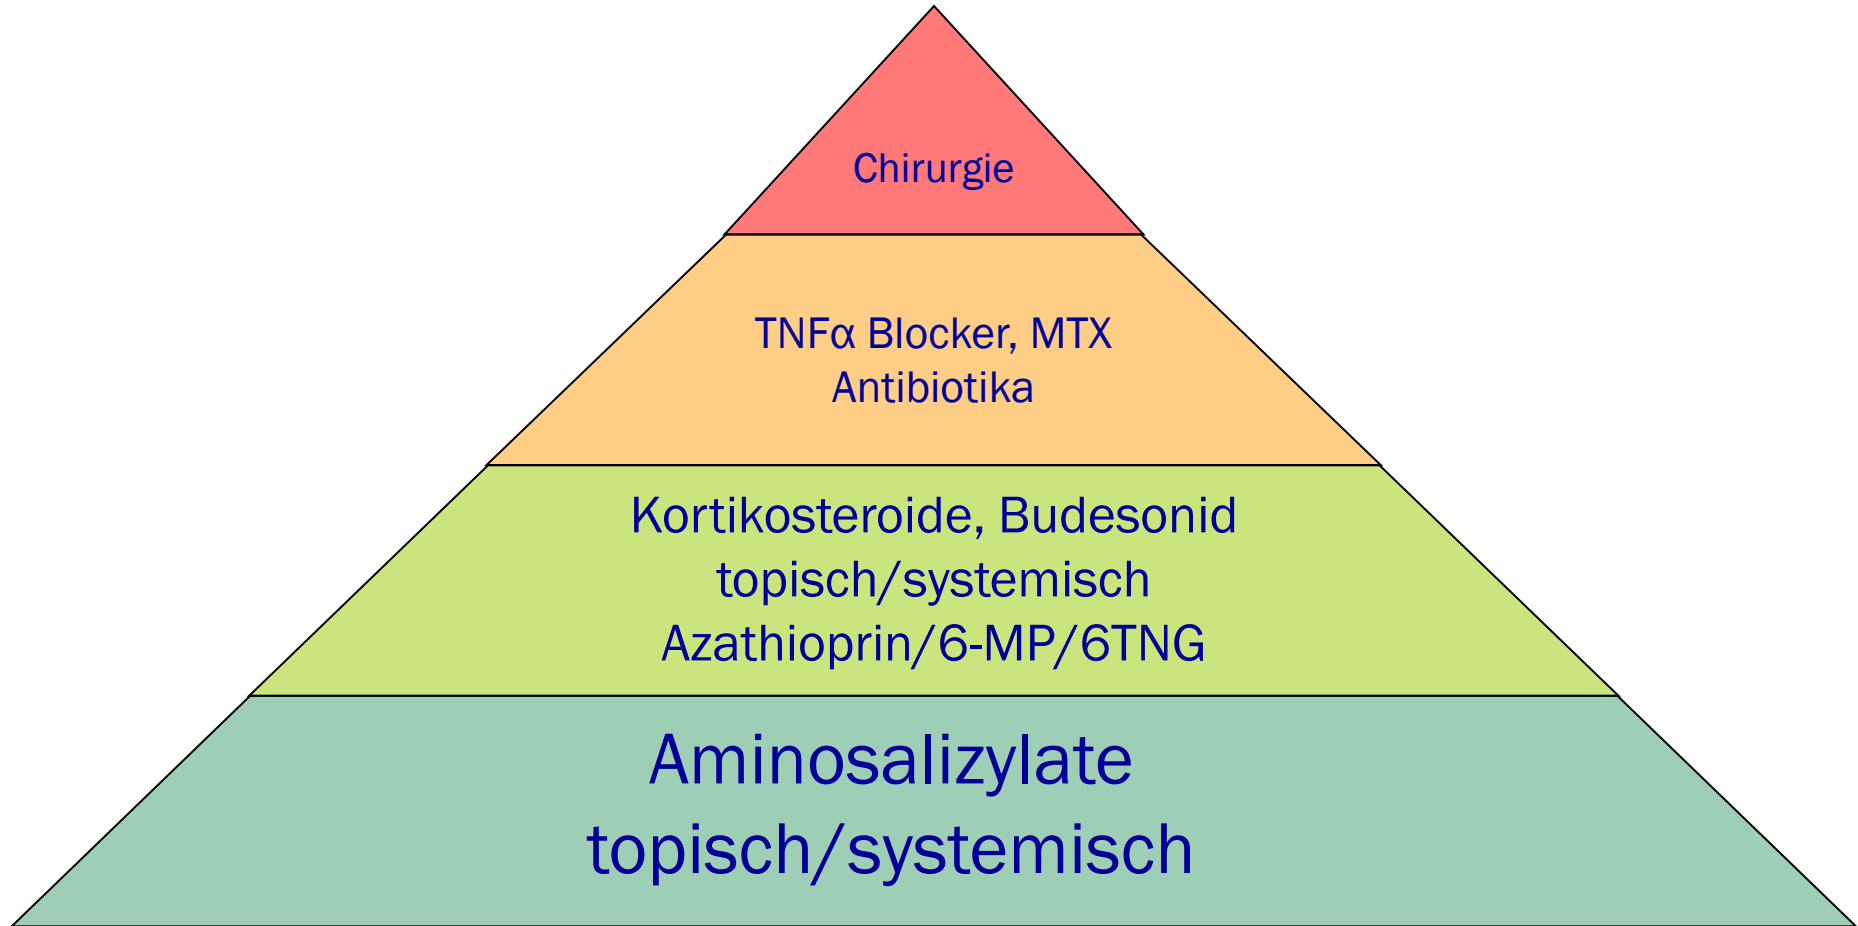 Chirurgie
TNFα Blocker, MTX
Antibiotika
Kortikosteroide, Budesonid
topisch/systemisch
Azathioprin/6-MP/6TNG
Aminosalizylate
topisch/systemisch